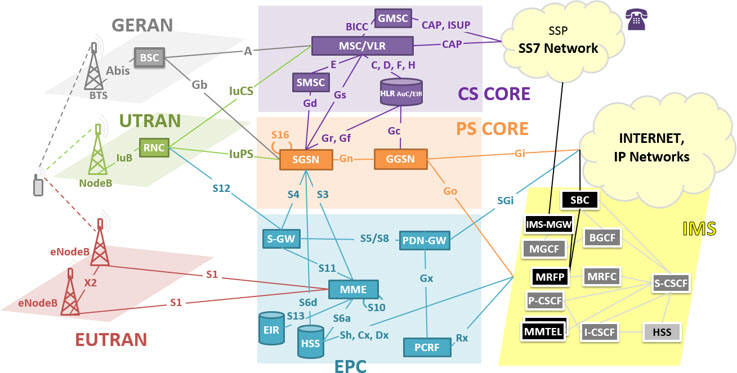 GERAN
BSC
Abis
BTS
A
Gb
UTRAN
IuCS
IuPS
RNC
IuB
NodeB
S12
eNodeB
X2
eNodeB
S1
S1
EUTRAN
BICC
GMSC
CAP, ISUP
MSC/VLR
CAP
E
C, D, F, H
SMSC
Gs
HLR AuC/EIR
Gd
CS CORE
Gr, Gf
Gc
PS CORE
S16
SGSN
Gn
GGSN
Gi
Go
S4
S3
S-GW
S5/S8
PDN-GW
SGi
S11
Gx
MME
S10
S6d
S13
S6a
EIR
HSS
Sh, Cx, Dx
PCRF
Rx
EPC
SSP
SS7 Network
INTERNET,
IP Networks
SBC
IMS
IMS-MGW
BGCF
MGCF
MRFP
MRFC
S-CSCF
P-CSCF
MMTEL
I-CSCF
HSS